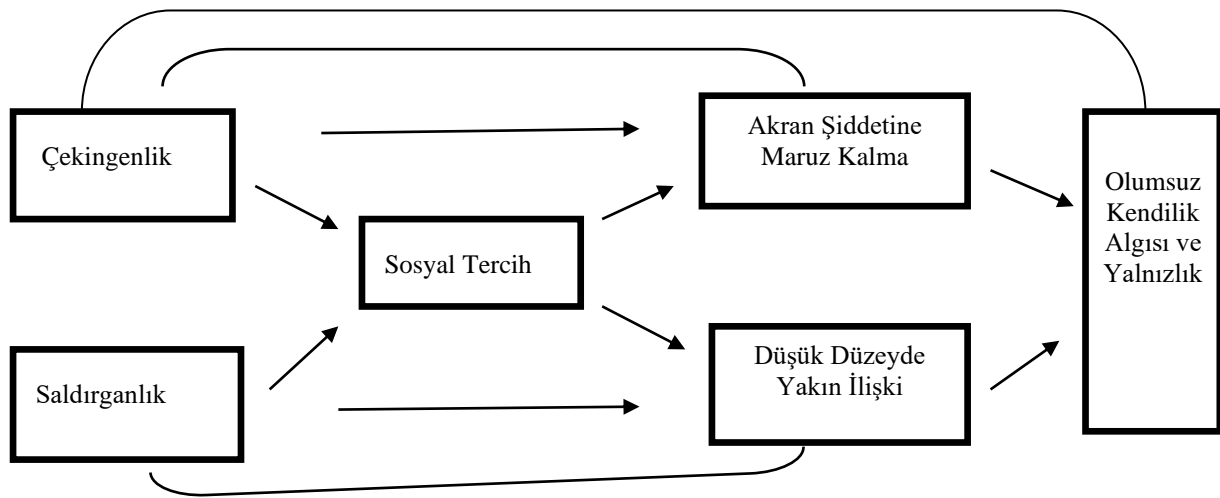 Çekingenlik
Akran Şiddetine
Maruz Kalma
Sosyal Tercih
Olumsuz
Kendilik
Algısı ve
Yalnızlık
Saldırganlık
Düşük Düzeyde
Yakın İlişki